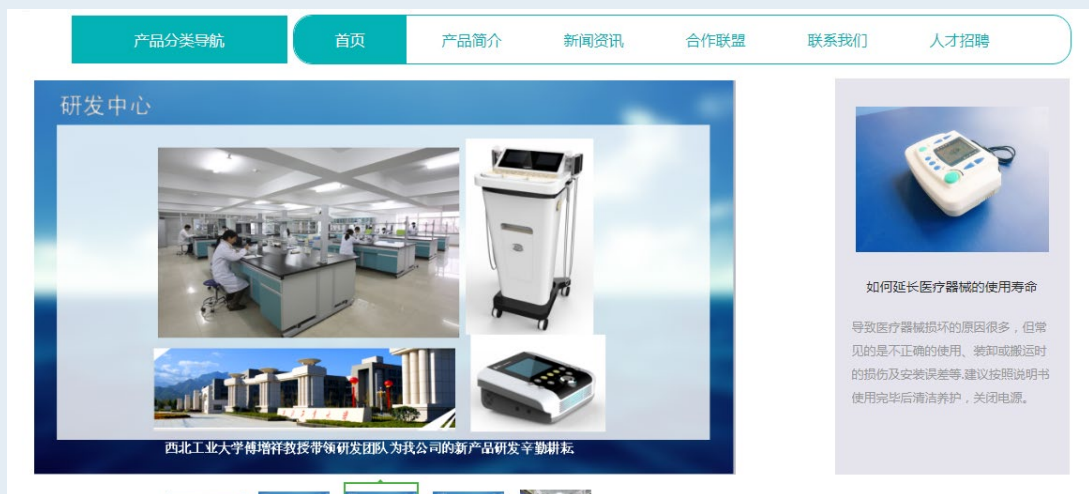 产品分类导航
首页
产品简介
新闻资讯
合作联盟
联系我们
人才招聘
研发中心
西北工业大学傅增祥教授带领研发团队为我公司的新产品研发辛勤耕耘
如何延长医疗器械的使用寿命
导致医疗器械损坏的原因很多，但常
见的是不正确的使用、装卸或搬运时
的损伤及安装误差等.建议按照说明书
使用完毕后清洁养护，关闭电源。